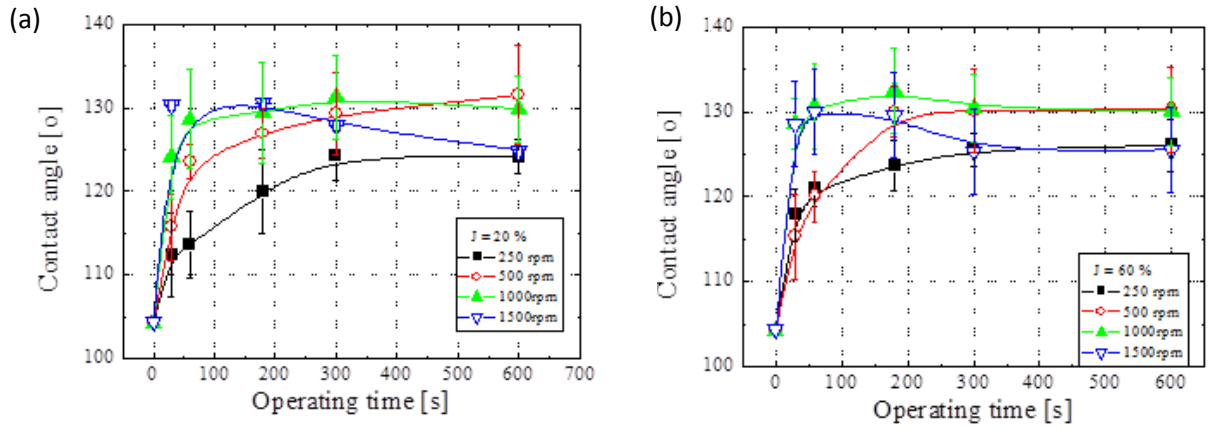 (a)
140
130
120
110
100
Contact angle [ o ]
J = 20 %
250 rpm
500 rpm
1000rpm
1500rpm
0 100 200 300 400 500 600 700
Operating time [s]
(b)
140
130
120
110
100
Contact angle [ o ]
J = 60 %
250 rpm
500 rpm
1000rpm
1500rpm
0 100 200 300 400 500 600
Operating time [s]